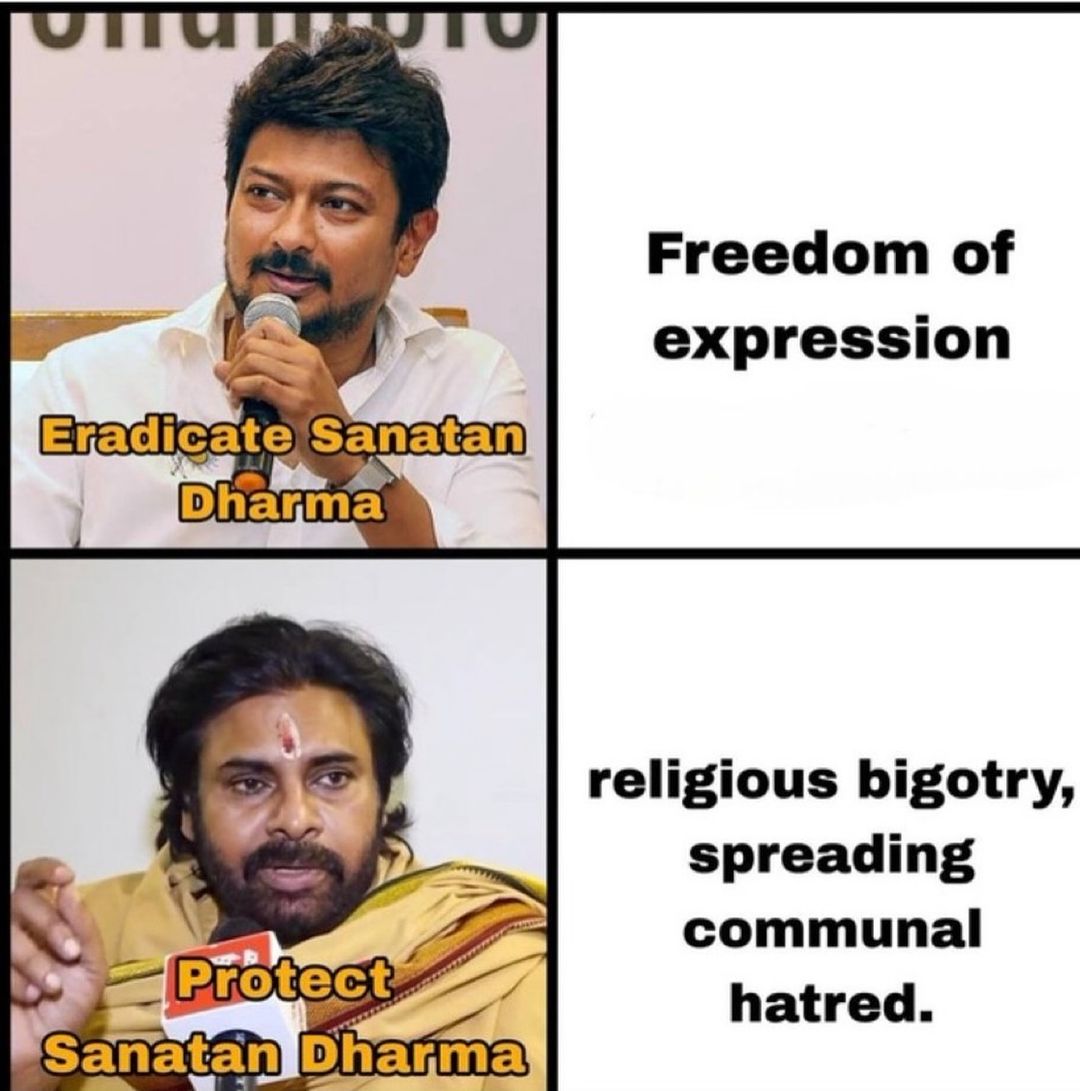 Freedom of
expression
Eradicate Sanatan
Dharma
religious bigotry,
spreading
communal
hatred.
Protect
Sanatan Dharma